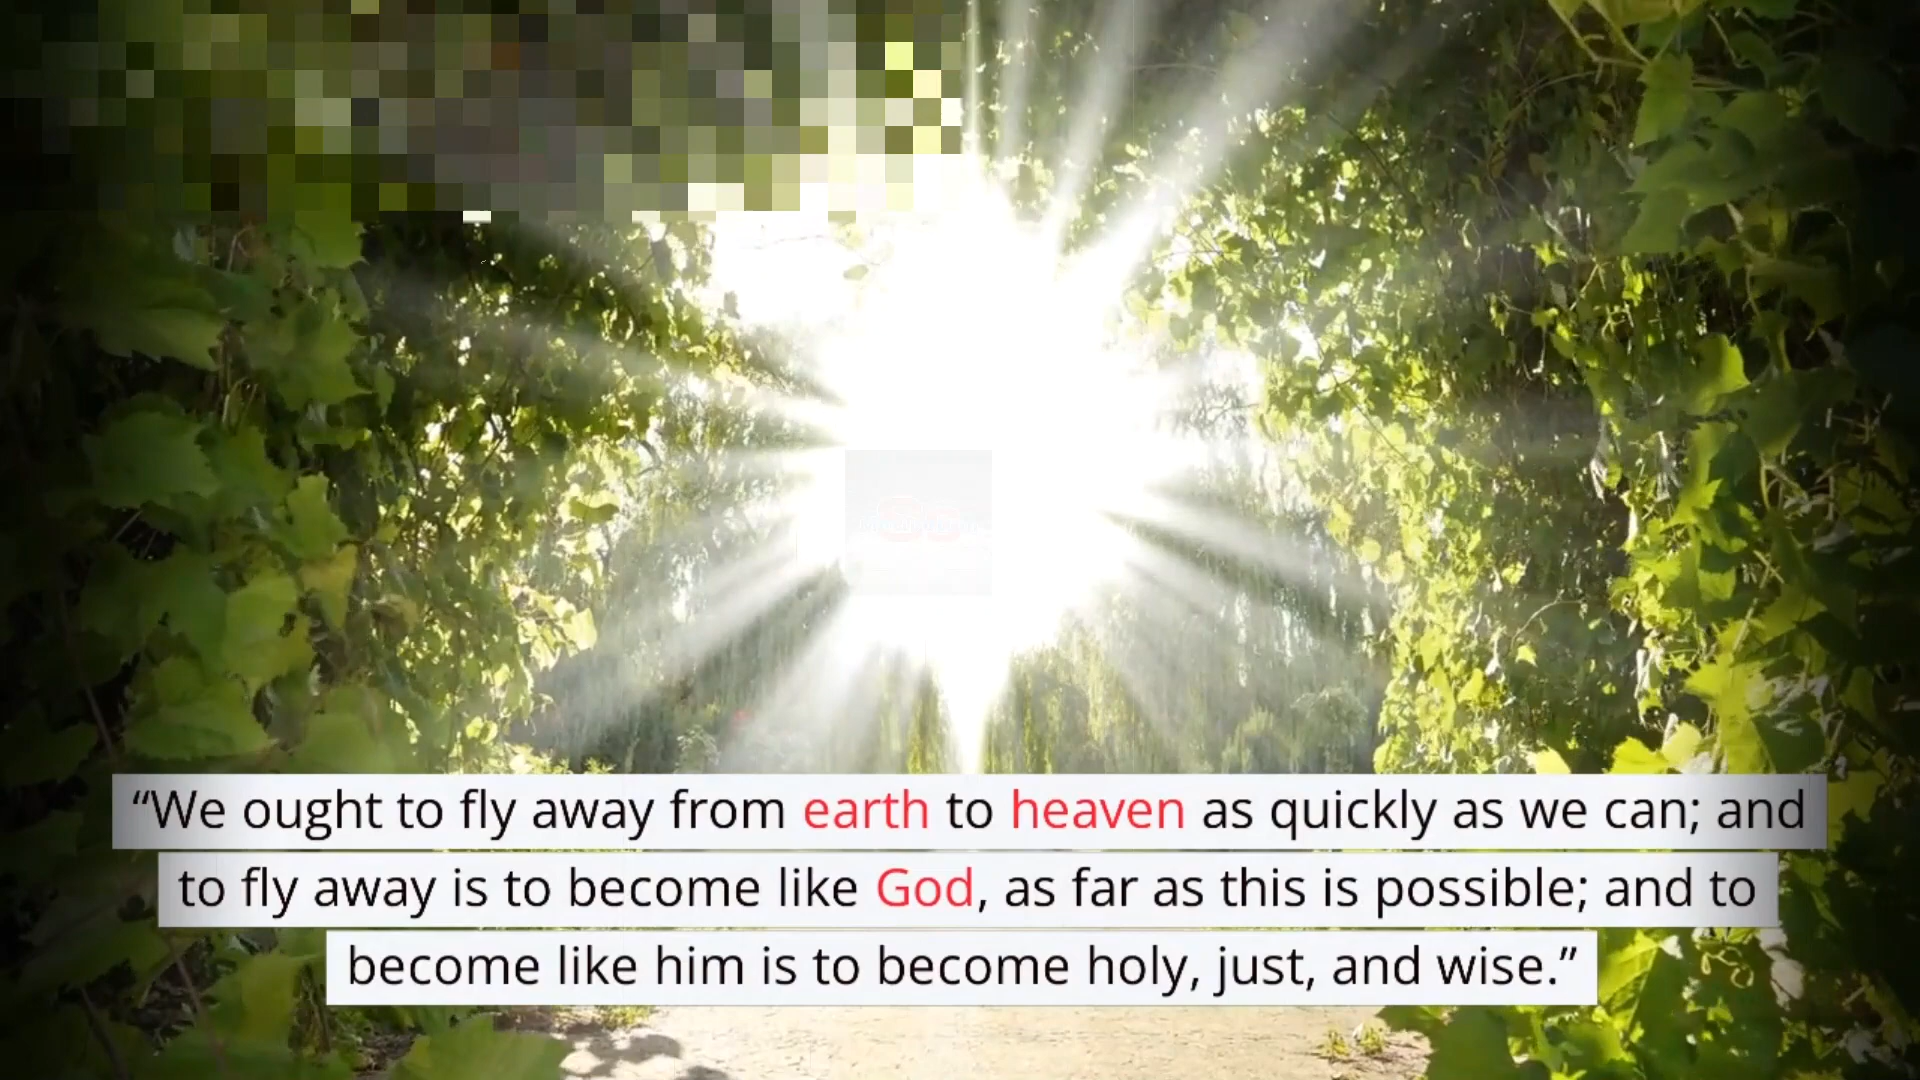 “We ought to fly away from earth to heaven as quickly as we can; and
to fly away is to become like God, as far as this is possible; and to
become like him is to become holy, just, and wise.”